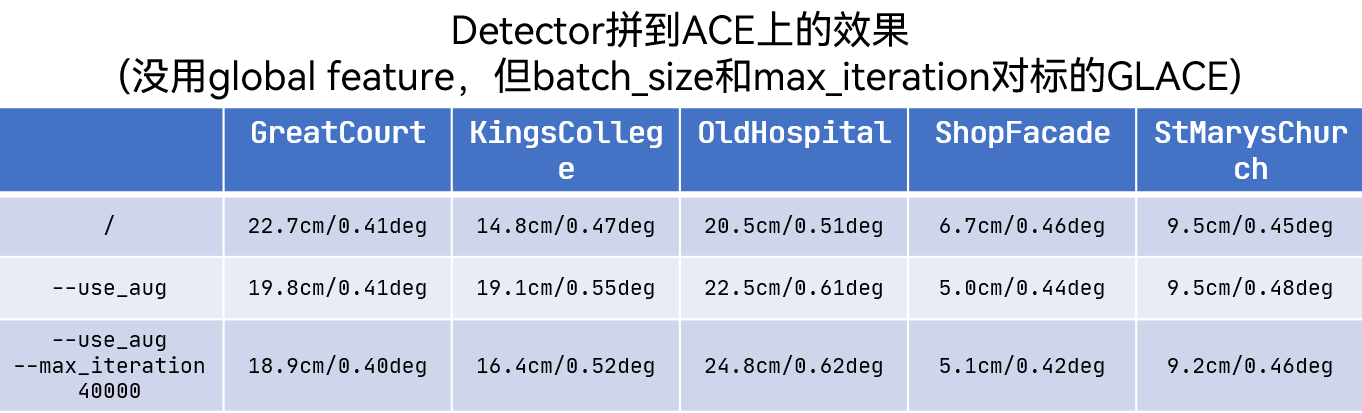 Detector拼到ACE上的效果
（没用global feature，但batch_size和max_iteration对标的GLACE）
GreatCourt KingsColleg OldHospital ShopFacade StMarysChur
e ch
/ 22.7cm/0.41deg 14.8cm/0.47deg 20.5cm/0.51deg 6.7cm/0.46deg 9.5cm/0.45deg
--use_aug 19.8cm/0.41deg 19.1cm/0.55deg 22.5cm/0.61deg 5.0cm/0.44deg 9.5cm/0.48deg
--use_aug
--max_iteration 18.9cm/0.40deg 16.4cm/0.52deg 24.8cm/0.62deg 5.1cm/0.42deg 9.2cm/0.46deg
40000